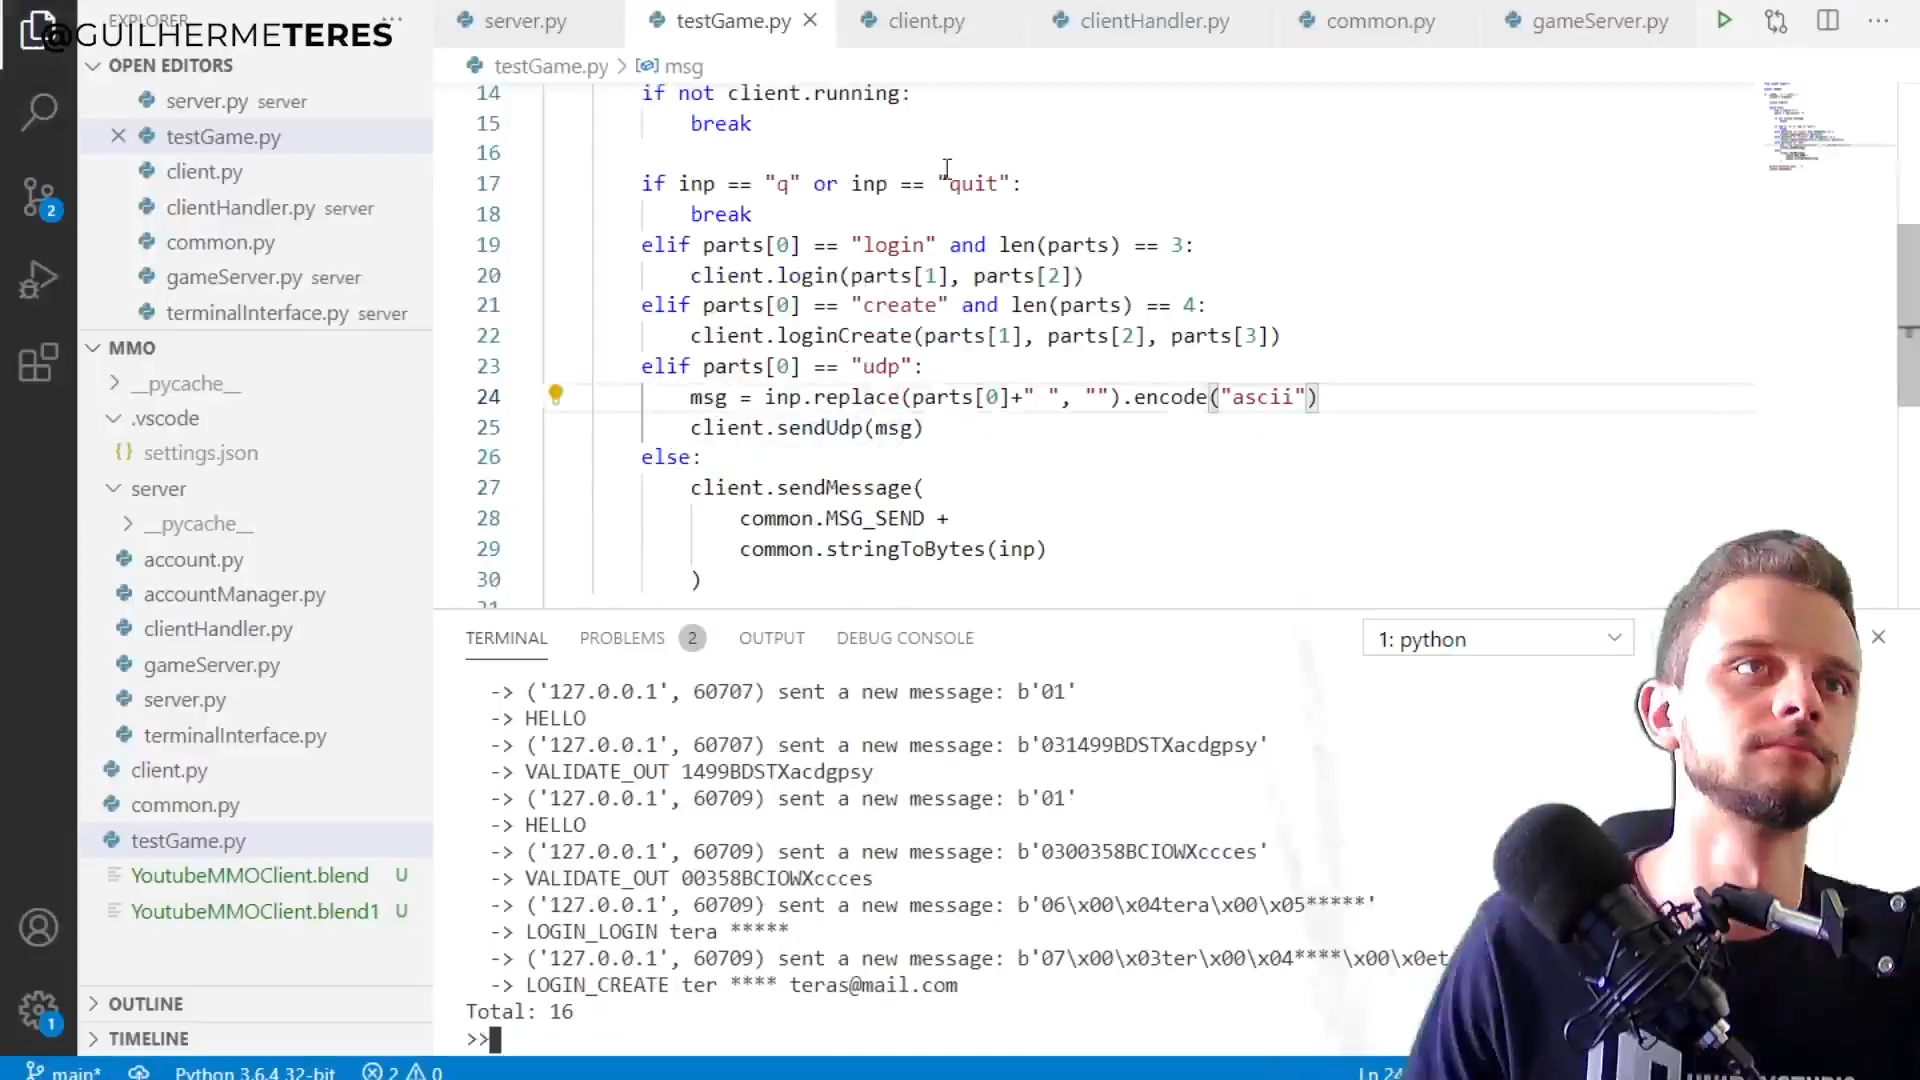 EXPLORER
@GUILHERMETERES
server.py
testGame.py
client.py
clientHandler.py
common.py
gameServer.py
OPEN EDITORS
server.py server
testGame.py
client.py
clientHandler.py server
common.py
gameServer.py server
terminalInterface.py server
MMO
__pycache__
.vscode
settings.json
server
__pycache__
account.py
accountManager.py
clientHandler.py
gameServer.py
server.py
terminalInterface.py
client.py
common.py
testGame.py
YoutubeMMOClient.blend U
YoutubeMMOClient.blend1 U
OUTLINE
TIMELINE
2
1
testGame.py > msg
14 if not client.running:
15 break
16
17 if inp == "q" or inp == "quit":
18 break
19 elif parts[0] == "login" and len(parts) == 3:
20 client.login(parts[1], parts[2])
21 elif parts[0] == "create" and len(parts) == 4:
22 client.loginCreate(parts[1], parts[2], parts[3])
23 elif parts[0] == "udp":
24 msg = inp.replace(parts[0]+" ", "").encode("ascii")
25 client.sendUdp(msg)
26 else:
27 client.sendMessage(
28 common.MSG_SEND +
29 common.stringToBytes(inp)
30 )
31
TERMINAL PROBLEMS 2 OUTPUT DEBUG CONSOLE 1: python
-> ('127.0.0.1', 60707) sent a new message: b'01'
-> HELLO
-> ('127.0.0.1', 60707) sent a new message: b'031499BDSTXacdgpsy'
-> VALIDATE_OUT 1499BDSTXacdgpsy
-> ('127.0.0.1', 60709) sent a new message: b'01'
-> HELLO
-> ('127.0.0.1', 60709) sent a new message: b'0300358BCIOWXccces'
-> VALIDATE_OUT 00358BCIOWXccces
-> ('127.0.0.1', 60709) sent a new message: b'06\x00\x04tera\x00\x05*****'
-> LOGIN_LOGIN tera *****
-> ('127.0.0.1', 60709) sent a new message: b'07\x00\x03ter\x00\x04****\x00\x0et
-> LOGIN_CREATE ter **** teras@mail.com
Total: 16
>>
main* Python 3.6.4 32-bit 2 0 Ln 24